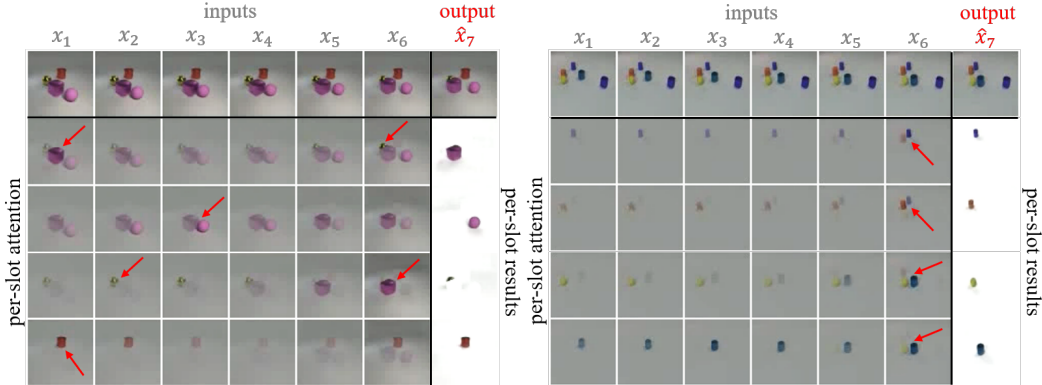 inputs
output
x₁ x₂ x₃ x₄ x₅ x₆ x̂₇
per-slot attention
per-slot results
inputs
output
x₁ x₂ x₃ x₄ x₅ x₆ x̂₇
per-slot attention
per-slot results